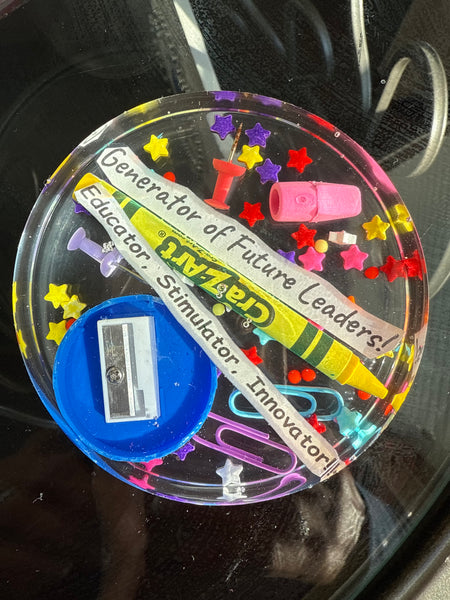 Generator of Future Leaders!
Cra-Z-Art®
Educator, Stimulator, Innovator!